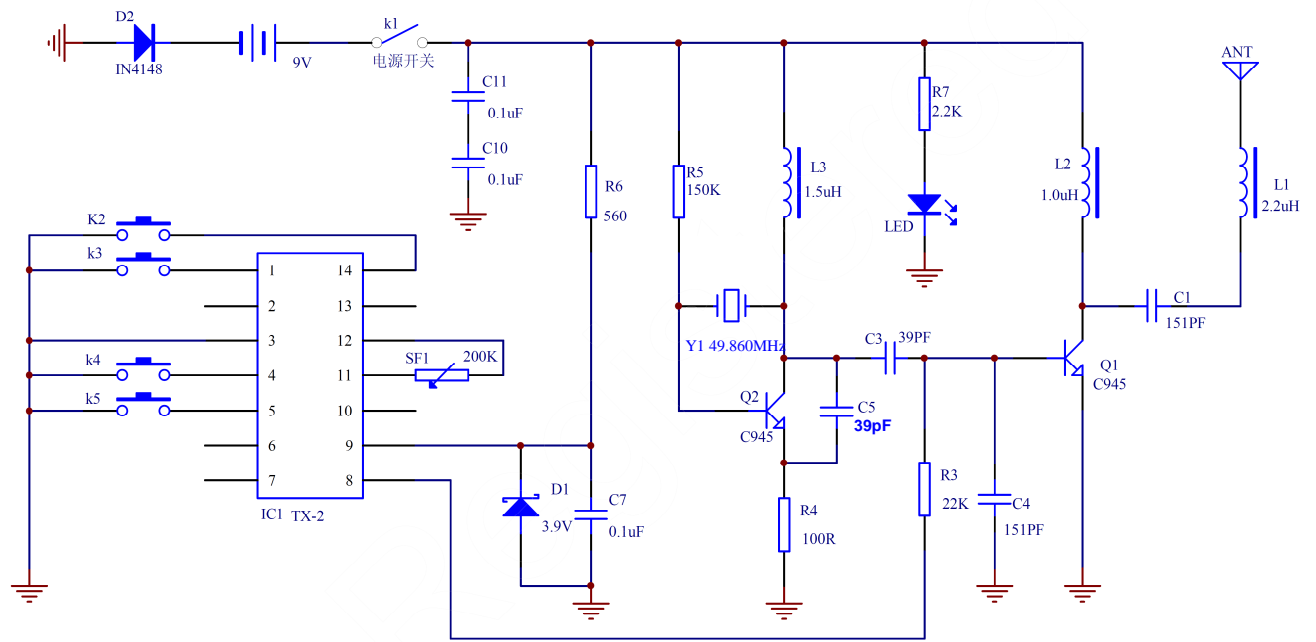 D2
IN4148
9V
k1
电源开关
C11
0.1uF
C10
0.1uF
R6
560
R5
150K
L3
1.5uH
R7
2.2K
LED
L2
1.0uH
ANT
L1
2.2uH
K2
k3
k4
k5
1
2
3
4
5
6
7
14
13
12
11
10
9
8
IC1 TX-2
SF1
200K
D1
3.9V
C7
0.1uF
Y1 49.860MHz
Q2
C945
C5
39pF
C3
39PF
R4
100R
R3
22K
C4
151PF
Q1
C945
C1
151PF